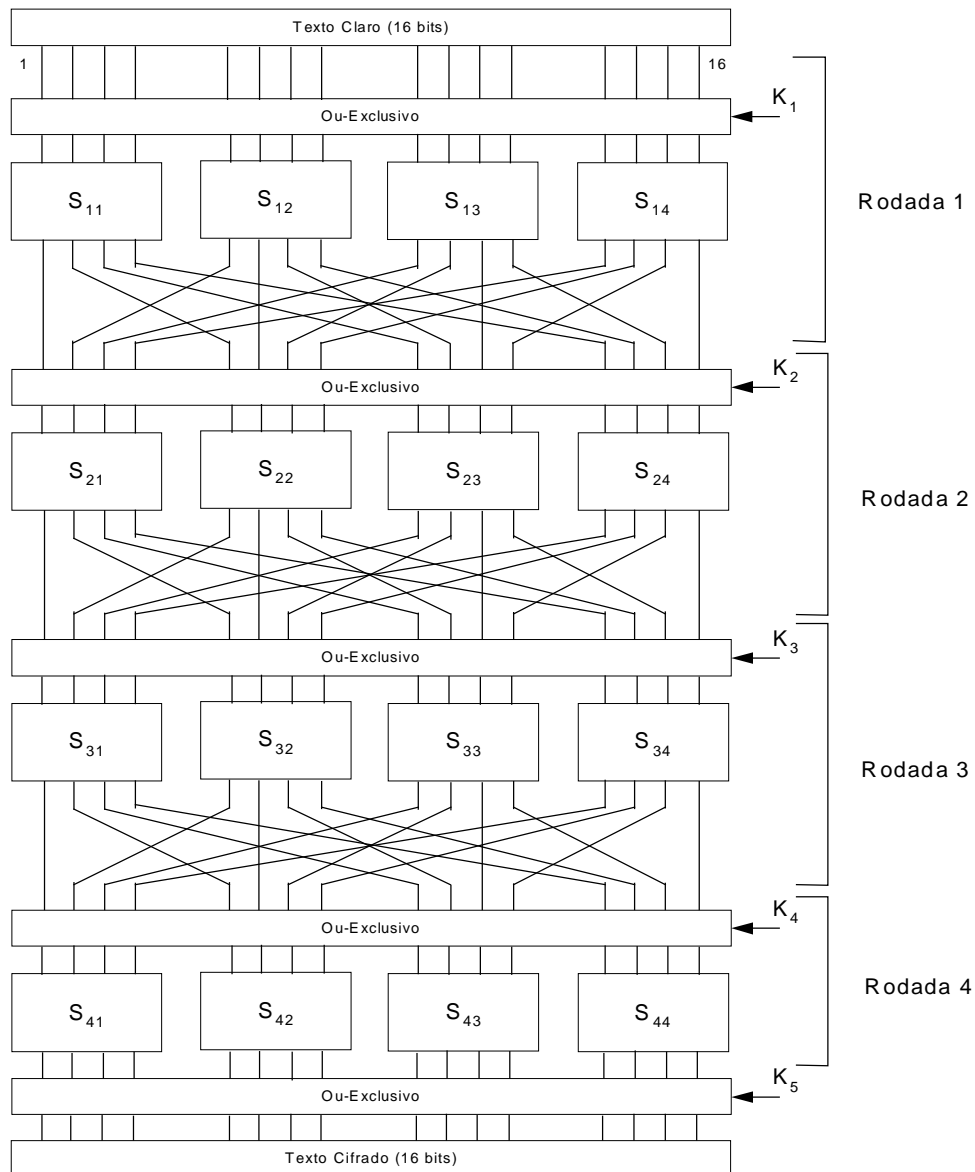 Texto Claro (16 bits)
1
16
K1
Ou-Exclusivo
S11
S12
S13
S14
Rodada 1
K2
Ou-Exclusivo
S21
S22
S23
S24
Rodada 2
K3
Ou-Exclusivo
S31
S32
S33
S34
Rodada 3
K4
Ou-Exclusivo
S41
S42
S43
S44
Rodada 4
K5
Ou-Exclusivo
Texto Cifrado (16 bits)